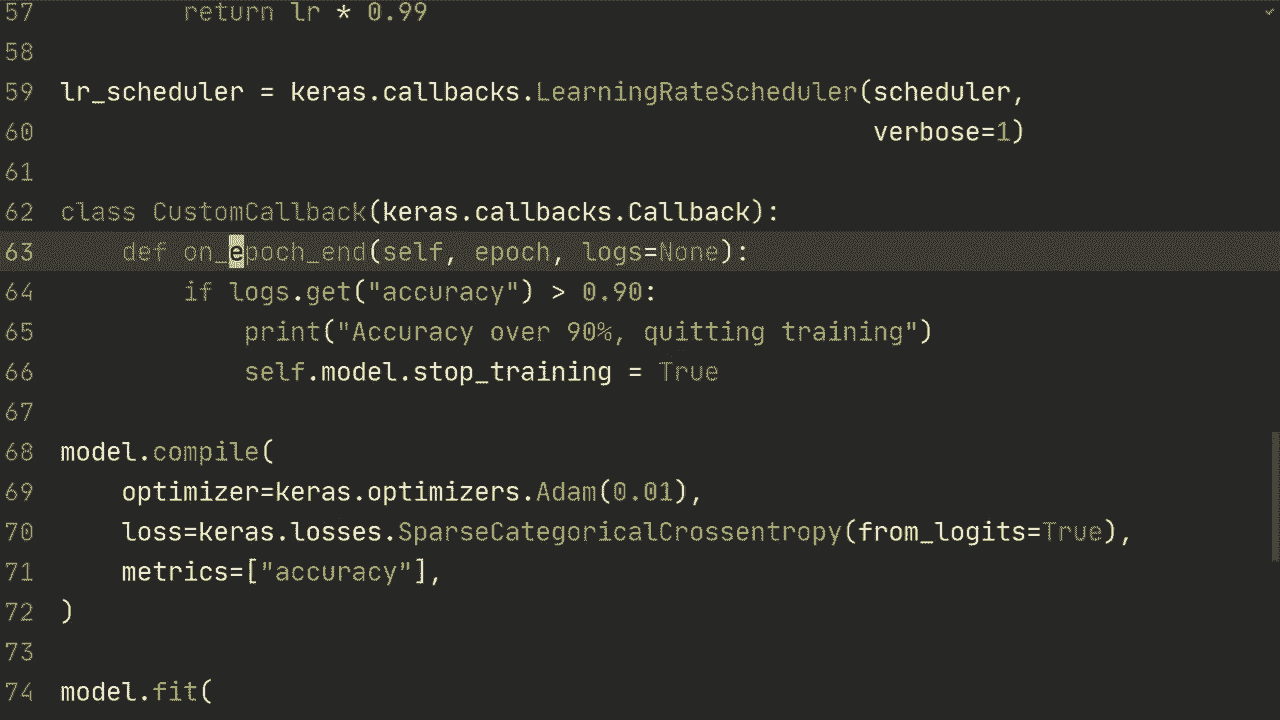 57         return lr * 0.99
58
59 lr_scheduler = keras.callbacks.LearningRateScheduler(scheduler,
60                                                      verbose=1)
61
62 class CustomCallback(keras.callbacks.Callback):
63     def on_epoch_end(self, epoch, logs=None):
64         if logs.get("accuracy") > 0.90:
65             print("Accuracy over 90%, quitting training")
66             self.model.stop_training = True
67
68 model.compile(
69     optimizer=keras.optimizers.Adam(0.01),
70     loss=keras.losses.SparseCategoricalCrossentropy(from_logits=True),
71     metrics=["accuracy"],
72 )
73
74 model.fit(